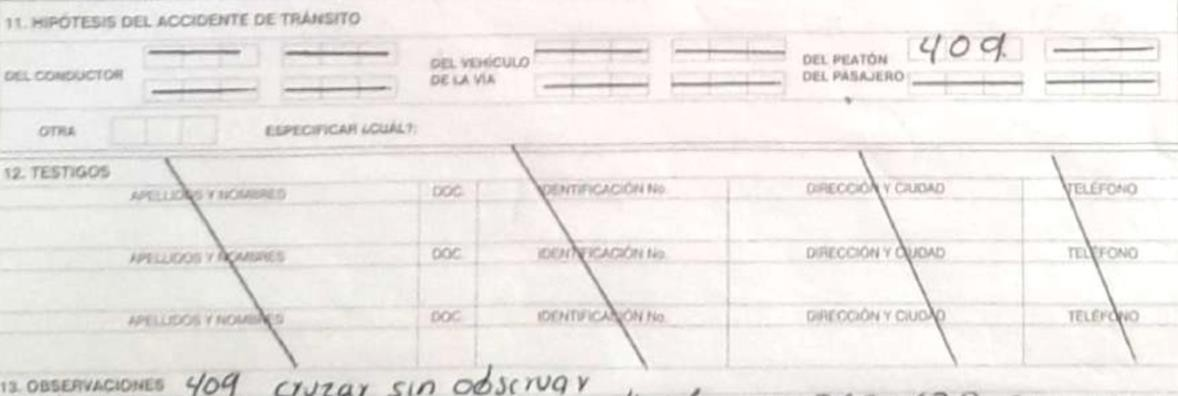 11. HIPÓTESIS DEL ACCIDENTE DE TRÁNSITO
DEL CONDUCTOR
DEL VEHÍCULO
DE LA VIA
DEL PEATÓN 409
DEL PASAJERO
OTRA ESPECIFICAR ¿CUÁL?:
12. TESTIGOS
APELLIDOS Y NOMBRES DOC. IDENTIFICACIÓN No. DIRECCIÓN Y CIUDAD TELÉFONO
APELLIDOS Y NOMBRES DOC. IDENTIFICACIÓN No. DIRECCIÓN Y CIUDAD TELÉFONO
APELLIDOS Y NOMBRES DOC. IDENTIFICACIÓN No. DIRECCIÓN Y CIUDAD TELÉFONO
13. OBSERVACIONES 409 cruzar sin observar